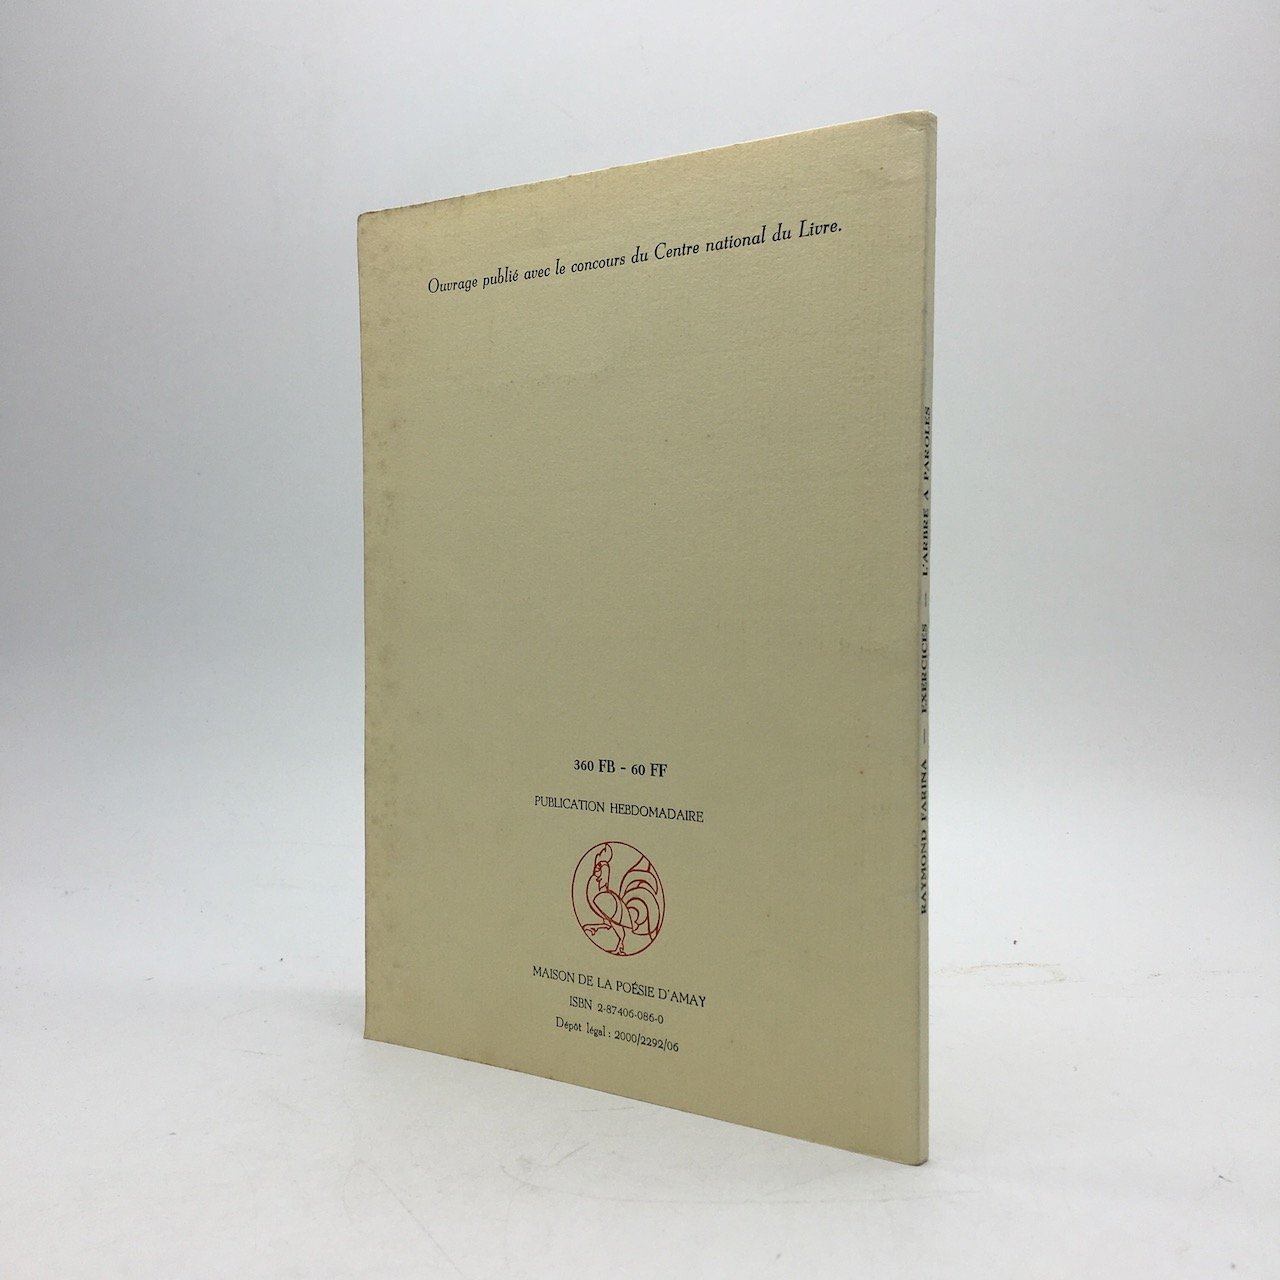 Ouvrage publié avec le concours du Centre national du Livre.
360 FB - 60 FF
PUBLICATION HEBDOMADAIRE
MAISON DE LA POÉSIE D'AMAY
ISBN 2-87406-086-0
Dépôt légal : 2000/2292/06
RAYMOND FARINA — EXERCICES — L'ARBRE A PAROLES